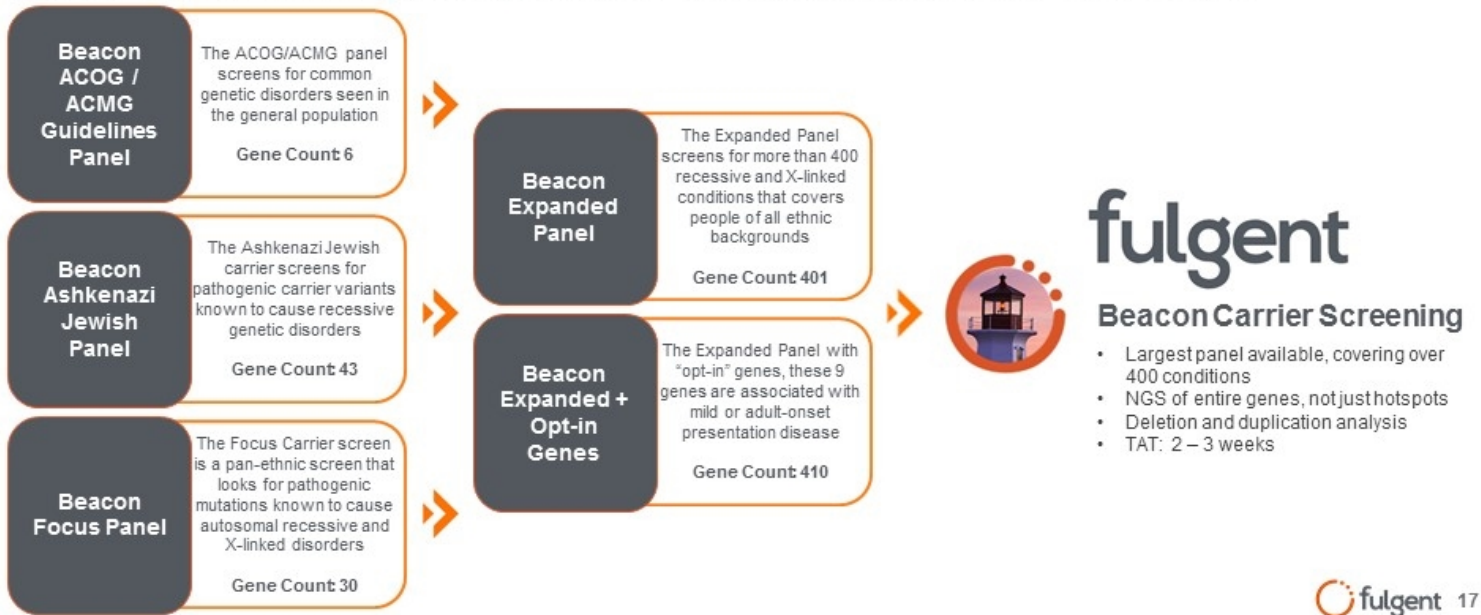 Beacon
ACOG /
ACMG
Guidelines
Panel
The ACOG/ACMG panel
screens for common
genetic disorders seen in
the general population
Gene Count: 6
Beacon
Ashkenazi
Jewish
Panel
The Ashkenazi Jewish
carrier screens for
pathogenic carrier variants
known to cause recessive
genetic disorders
Gene Count: 43
Beacon
Focus Panel
The Focus Carrier screen
is a pan-ethnic screen that
looks for pathogenic
mutations known to cause
autosomal recessive and
X-linked disorders
Gene Count: 30
Beacon
Expanded
Panel
The Expanded Panel
screens for more than 400
recessive and X-linked
conditions that covers
people of all ethnic
backgrounds
Gene Count: 401
Beacon
Expanded +
Opt-in
Genes
The Expanded Panel with
“opt-in” genes, these 9
genes are associated with
mild or adult-onset
presentation disease
Gene Count: 410
fulgent
Beacon Carrier Screening
• Largest panel available, covering over
400 conditions
• NGS of entire genes, not just hotspots
• Deletion and duplication analysis
• TAT: 2 – 3 weeks
fulgent 17